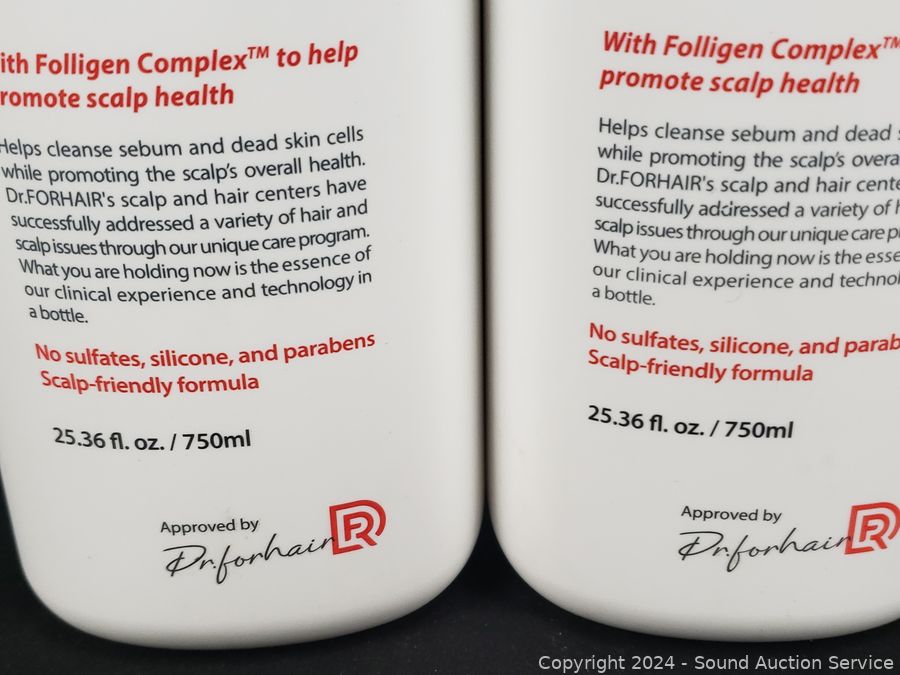 ith Folligen Complex™ to help
romote scalp health
Helps cleanse sebum and dead skin cells
while promoting the scalp's overall health.
Dr.FORHAIR's scalp and hair centers have
successfully addressed a variety of hair and
scalp issues through our unique care program.
What you are holding now is the essence of
our clinical experience and technology in
a bottle.
No sulfates, silicone, and parabens
Scalp-friendly formula
25.36 fl. oz. / 750ml
Approved by
Dr.forhair
With Folligen Complex™
promote scalp health
Helps cleanse sebum and dead s
while promoting the scalp's overa
Dr.FORHAIR's scalp and hair cente
successfully addressed a variety of h
scalp issues through our unique care p
What you are holding now is the esse
our clinical experience and technol
a bottle.
No sulfates, silicone, and parab
Scalp-friendly formula
25.36 fl. oz. / 750ml
Approved by
Dr.forhair
Copyright 2024 - Sound Auction Service